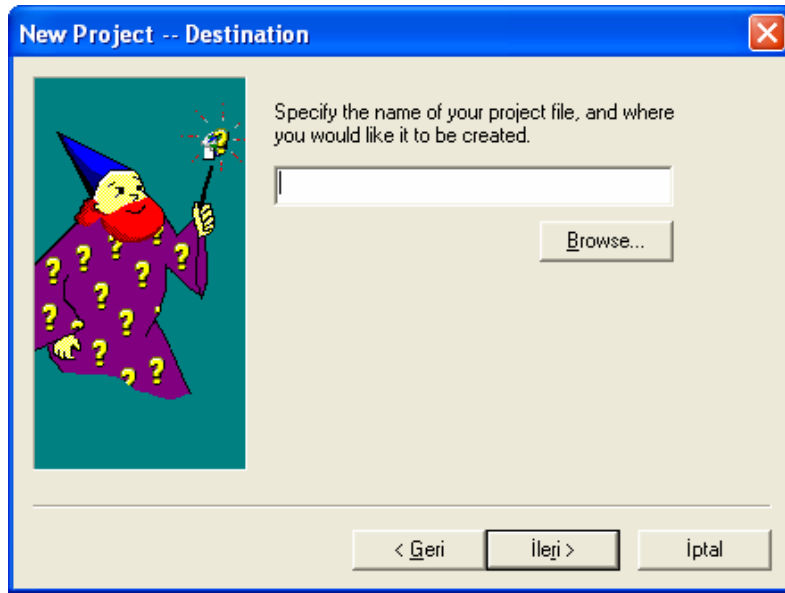 New Project -- Destination
Specify the name of your project file, and where
you would like it to be created.
Browse...
< Geri
İleri >
İptal